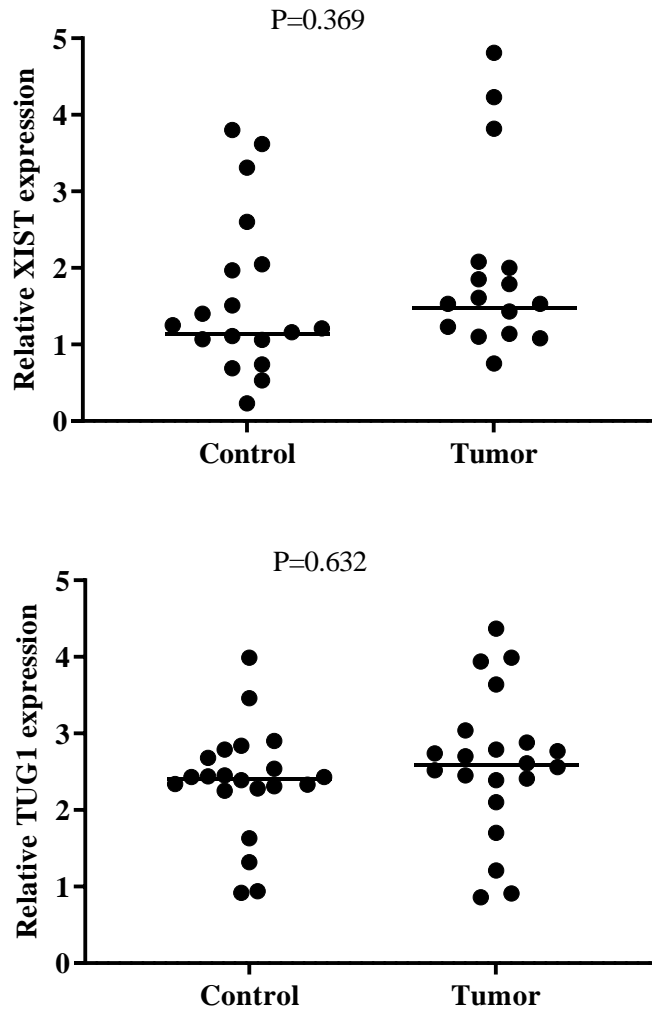 P=0.369
Relative XIST expression
5
4
3
2
1
0
Control Tumor
P=0.632
Relative TUG1 expression
5
4
3
2
1
0
Control Tumor